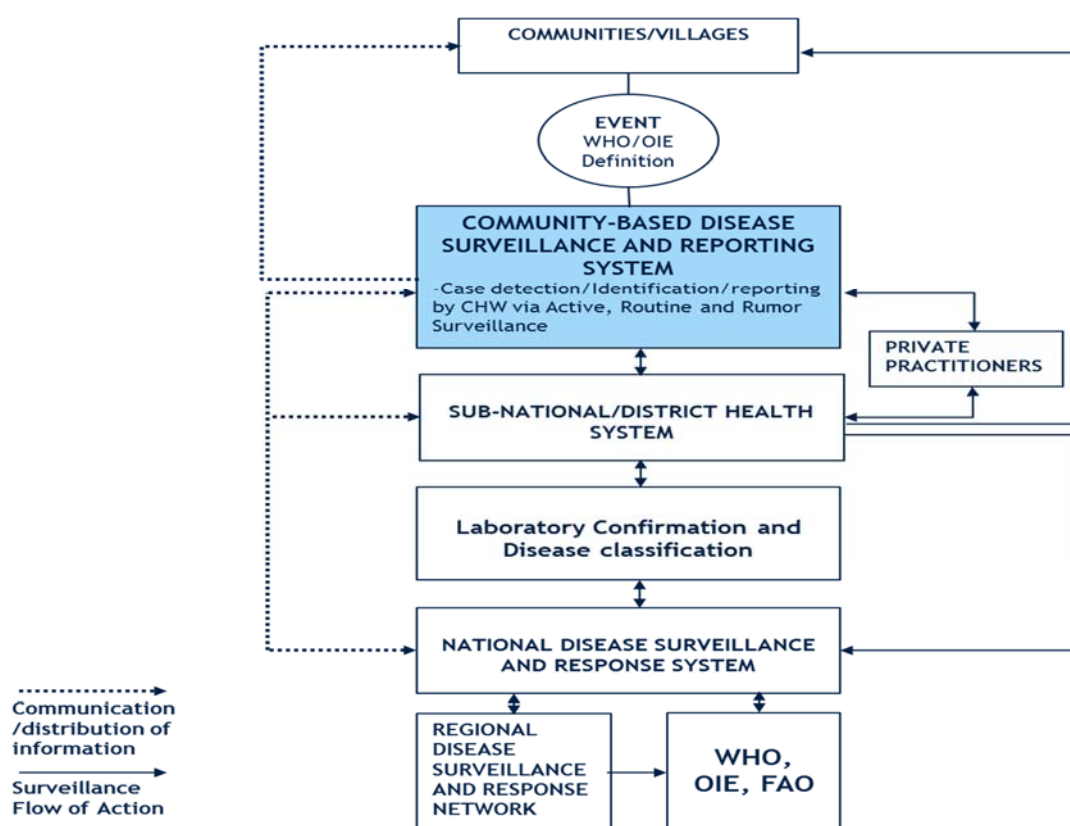 COMMUNITIES/VILLAGES
EVENT
WHO/OIE
Definition
COMMUNITY-BASED DISEASE
SURVEILLANCE AND REPORTING
SYSTEM
-Case detection/Identification/reporting
by CHW via Active, Routine and Rumor
Surveillance
PRIVATE
PRACTITIONERS
SUB-NATIONAL/DISTRICT HEALTH
SYSTEM
Laboratory Confirmation and
Disease classification
NATIONAL DISEASE SURVEILLANCE
AND RESPONSE SYSTEM
REGIONAL
DISEASE
SURVEILLANCE
AND RESPONSE
NETWORK
WHO,
OIE, FAO
Communication
/distribution of
information
Surveillance
Flow of Action